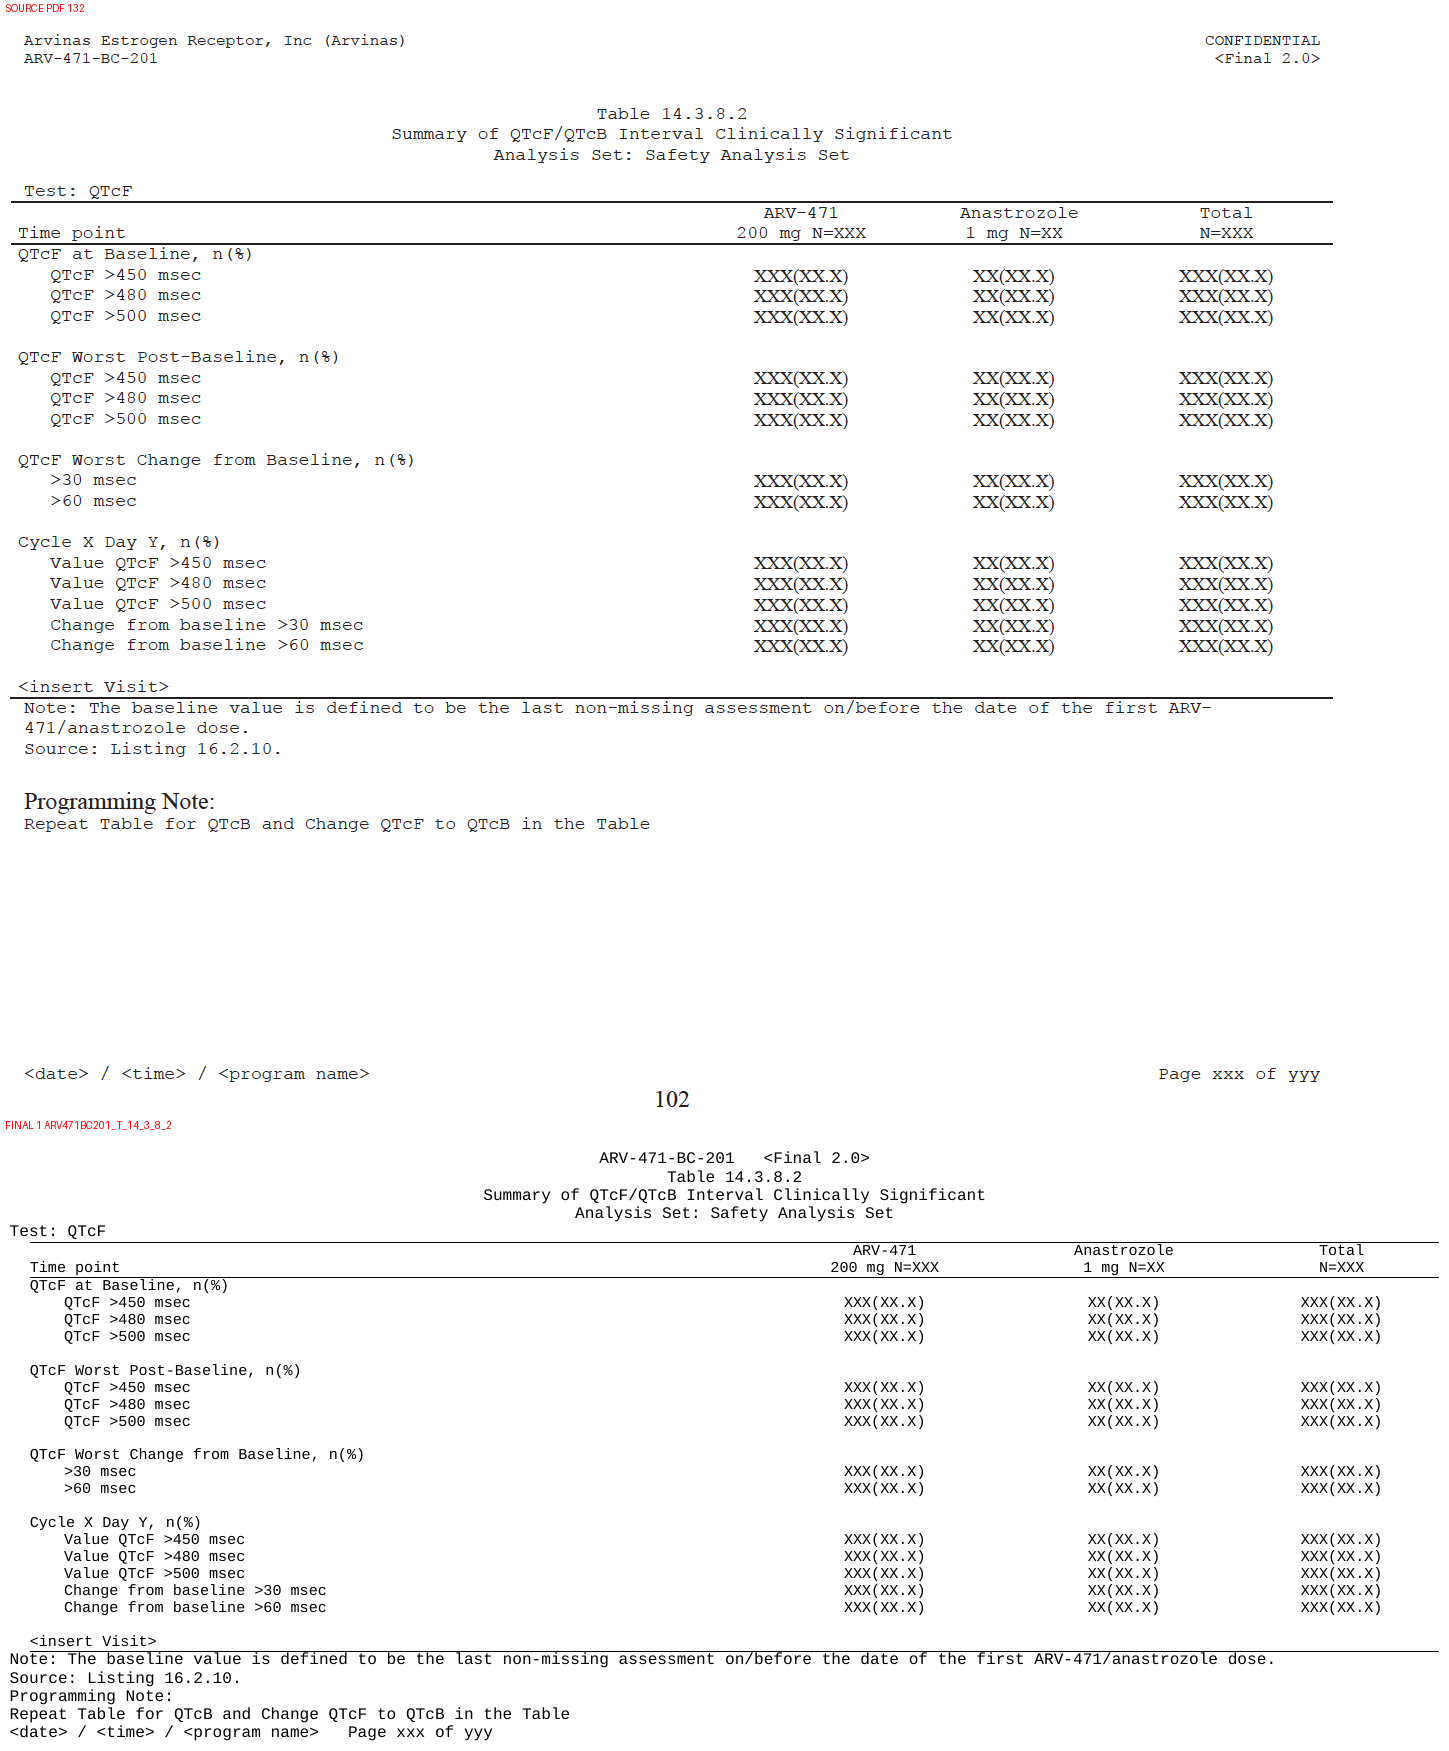 SOURCE PDF 132
Arvinas Estrogen Receptor, Inc (Arvinas) CONFIDENTIAL
ARV-471-BC-201 <Final 2.0>
Table 14.3.8.2
Summary of QTcF/QTcB Interval Clinically Significant
Analysis Set: Safety Analysis Set
Test: QTcF
ARV-471 Anastrozole Total
Time point 200 mg N=XXX 1 mg N=XX N=XXX
QTcF at Baseline, n(%)
QTcF >450 msec XXX(XX.X) XX(XX.X) XXX(XX.X)
QTcF >480 msec XXX(XX.X) XX(XX.X) XXX(XX.X)
QTcF >500 msec XXX(XX.X) XX(XX.X) XXX(XX.X)
QTcF Worst Post-Baseline, n(%)
QTcF >450 msec XXX(XX.X) XX(XX.X) XXX(XX.X)
QTcF >480 msec XXX(XX.X) XX(XX.X) XXX(XX.X)
QTcF >500 msec XXX(XX.X) XX(XX.X) XXX(XX.X)
QTcF Worst Change from Baseline, n(%)
>30 msec XXX(XX.X) XX(XX.X) XXX(XX.X)
>60 msec XXX(XX.X) XX(XX.X) XXX(XX.X)
Cycle X Day Y, n(%)
Value QTcF >450 msec XXX(XX.X) XX(XX.X) XXX(XX.X)
Value QTcF >480 msec XXX(XX.X) XX(XX.X) XXX(XX.X)
Value QTcF >500 msec XXX(XX.X) XX(XX.X) XXX(XX.X)
Change from baseline >30 msec XXX(XX.X) XX(XX.X) XXX(XX.X)
Change from baseline >60 msec XXX(XX.X) XX(XX.X) XXX(XX.X)
<insert Visit>
Note: The baseline value is defined to be the last non-missing assessment on/before the date of the first ARV-
471/anastrozole dose.
Source: Listing 16.2.10.
Programming Note:
Repeat Table for QTcB and Change QTcF to QTcB in the Table
<date> / <time> / <program name> Page xxx of yyy
102
FINAL 1 ARV471BC201_T_14_3_8_2
ARV-471-BC-201 <Final 2.0>
Table 14.3.8.2
Summary of QTcF/QTcB Interval Clinically Significant
Analysis Set: Safety Analysis Set
Test: QTcF
ARV-471 Anastrozole Total
Time point 200 mg N=XXX 1 mg N=XX N=XXX
QTcF at Baseline, n(%)
QTcF >450 msec XXX(XX.X) XX(XX.X) XXX(XX.X)
QTcF >480 msec XXX(XX.X) XX(XX.X) XXX(XX.X)
QTcF >500 msec XXX(XX.X) XX(XX.X) XXX(XX.X)
QTcF Worst Post-Baseline, n(%)
QTcF >450 msec XXX(XX.X) XX(XX.X) XXX(XX.X)
QTcF >480 msec XXX(XX.X) XX(XX.X) XXX(XX.X)
QTcF >500 msec XXX(XX.X) XX(XX.X) XXX(XX.X)
QTcF Worst Change from Baseline, n(%)
>30 msec XXX(XX.X) XX(XX.X) XXX(XX.X)
>60 msec XXX(XX.X) XX(XX.X) XXX(XX.X)
Cycle X Day Y, n(%)
Value QTcF >450 msec XXX(XX.X) XX(XX.X) XXX(XX.X)
Value QTcF >480 msec XXX(XX.X) XX(XX.X) XXX(XX.X)
Value QTcF >500 msec XXX(XX.X) XX(XX.X) XXX(XX.X)
Change from baseline >30 msec XXX(XX.X) XX(XX.X) XXX(XX.X)
Change from baseline >60 msec XXX(XX.X) XX(XX.X) XXX(XX.X)
<insert Visit>
Note: The baseline value is defined to be the last non-missing assessment on/before the date of the first ARV-471/anastrozole dose.
Source: Listing 16.2.10.
Programming Note:
Repeat Table for QTcB and Change QTcF to QTcB in the Table
<date> / <time> / <program name> Page xxx of yyy